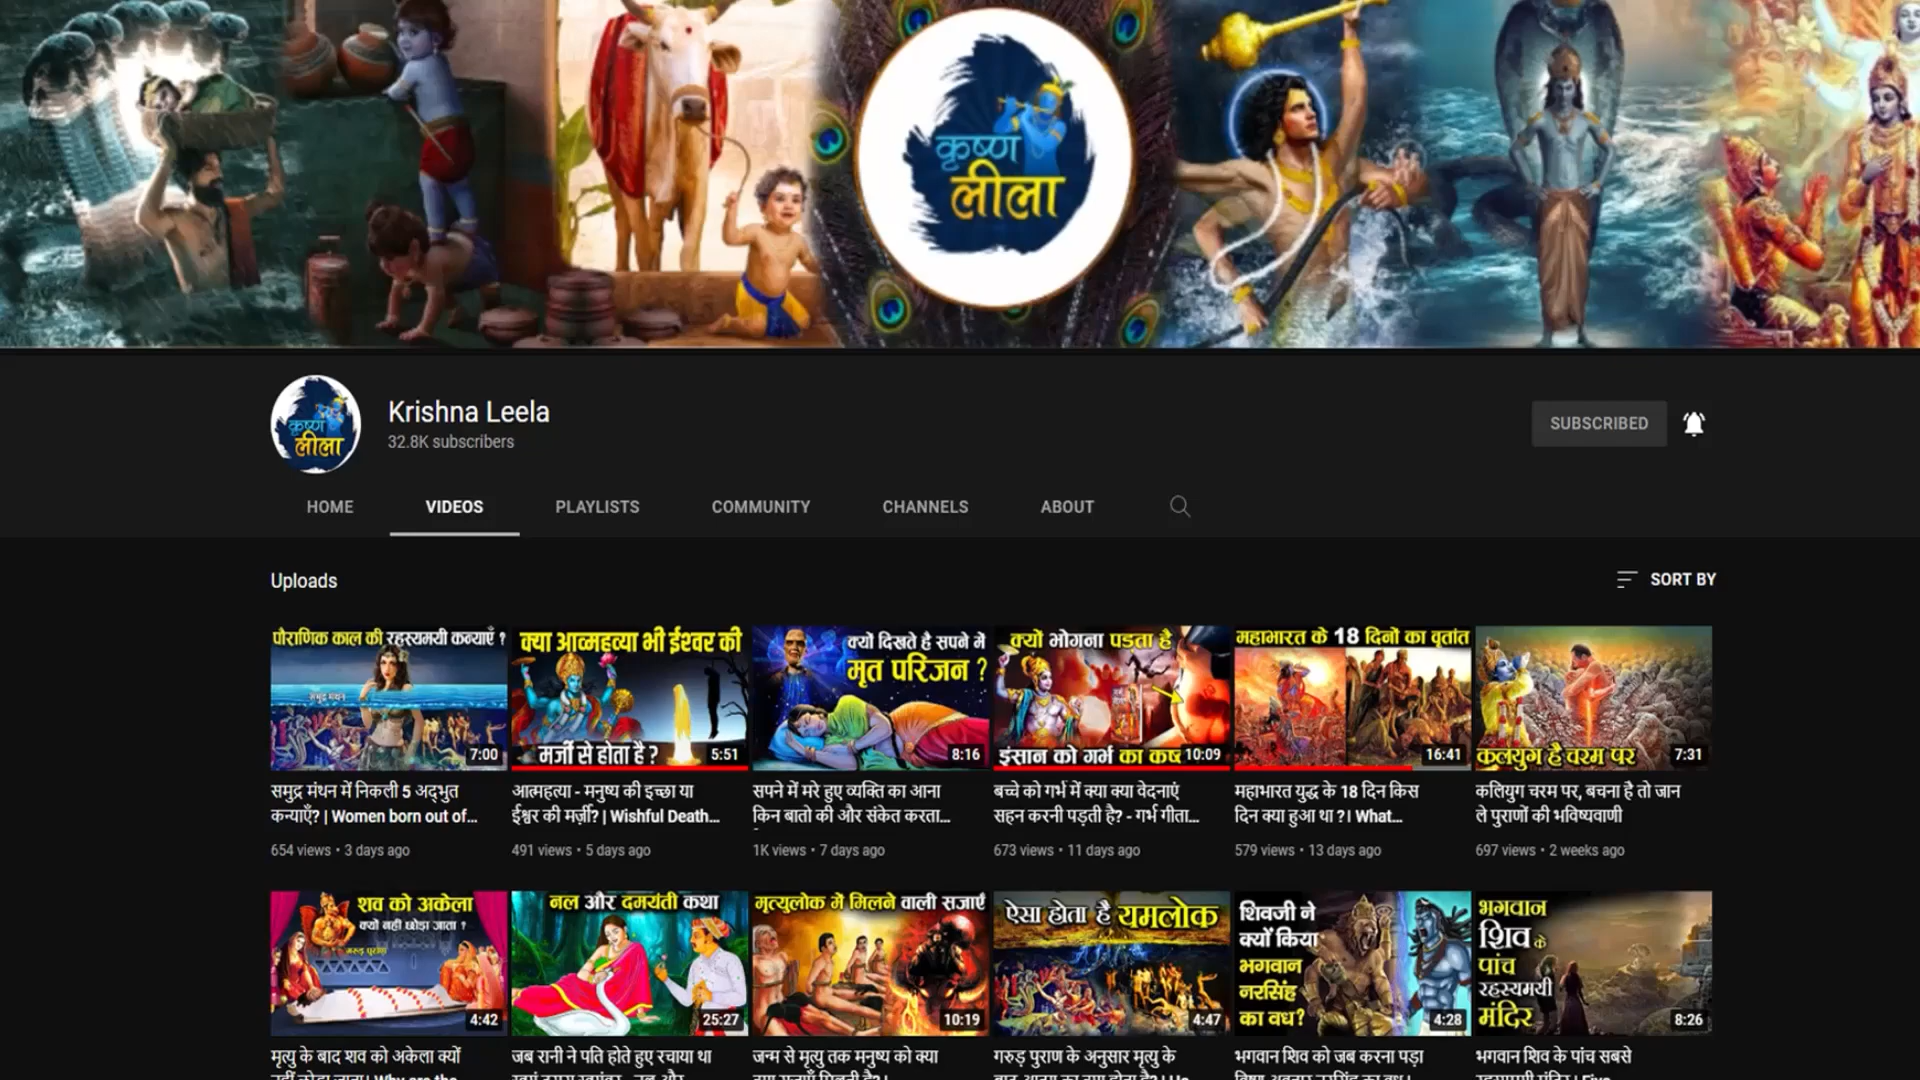 कृष्ण
लीला
कृष्ण
लीला
Krishna Leela
32.8K subscribers
SUBSCRIBED
HOME
VIDEOS
PLAYLISTS
COMMUNITY
CHANNELS
ABOUT
Uploads
SORT BY
पौराणिक काल की रहस्यमयी कन्याएँ ?
समुद्र मंथन
7:00
क्या आत्महत्या भी ईश्वर की
मर्जी से होता है ?
5:51
क्यों दिखते है सपने में
मृत परिजन ?
8:16
क्यों भोगना पड़ता है
इंसान को गर्भ का कष्ट
10:09
महाभारत के 18 दिनों का वृतांत
16:41
कलयुग है चरम पर
7:31
समुद्र मंथन में निकली 5 अद्भुत
कन्याएँ? | Women born out of...
654 views • 3 days ago
आत्महत्या - मनुष्य की इच्छा या
ईश्वर की मर्ज़ी? | Wishful Death...
491 views • 5 days ago
सपने में मरे हुए व्यक्ति का आना
किन बातो की और संकेत करता...
1K views • 7 days ago
बच्चे को गर्भ में क्या क्या वेदनाएं
सहन करनी पड़ती है? - गर्भ गीता...
673 views • 11 days ago
महाभारत युद्ध के 18 दिन किस
दिन क्या हुआ था ? | What...
579 views • 13 days ago
कलियुग चरम पर, बचना है तो जान
ले पुराणों की भविष्यवाणी
697 views • 2 weeks ago
शव को अकेला
क्यों नहीं छोड़ा जाता ?
गरुड़ पुराण
4:42
नल और दमयंती कथा
25:27
मृत्युलोक में मिलने वाली सजाएँ
10:19
ऐसा होता है यमलोक
4:47
शिवजी ने
क्यों किया
भगवान
नरसिंह
का वध?
4:28
भगवान
शिव के
पांच
रहस्यमयी
मंदिर
8:26
मृत्यु के बाद शव को अकेला क्यों
जब रानी ने पति होते हुए रचाया था
जन्म से मृत्यु तक मनुष्य को क्या
गरुड़ पुराण के अनुसार मृत्यु के
भगवान शिव को जब करना पड़ा
भगवान शिव के पांच सबसे